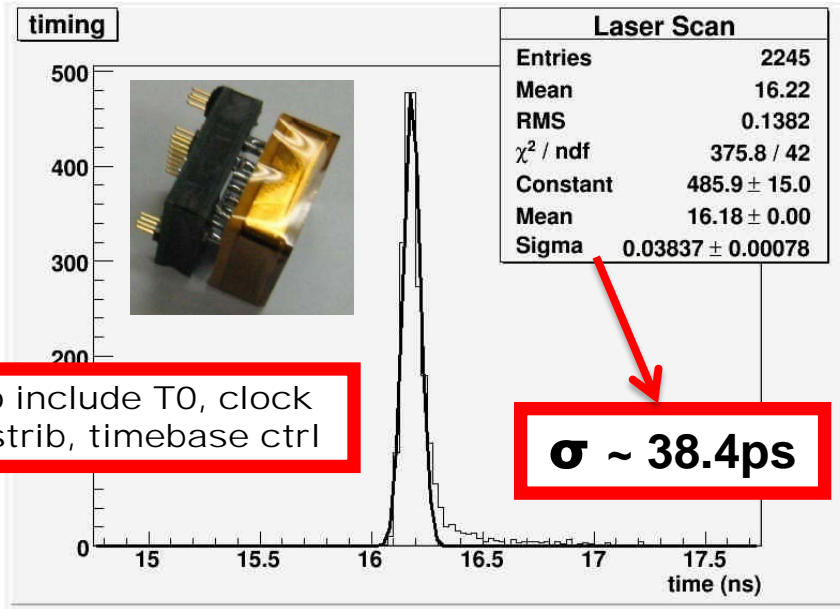 timing
Laser Scan
Entries 2245
Mean 16.22
RMS 0.1382
χ² / ndf 375.8 / 42
Constant 485.9 ± 15.0
Mean 16.18 ± 0.00
Sigma 0.03837 ± 0.00078
500
400
300
200
include T0, clock
timebase ctrl
σ ~ 38.4ps
0
15 15.5 16 16.5 17 17.5
time (ns)